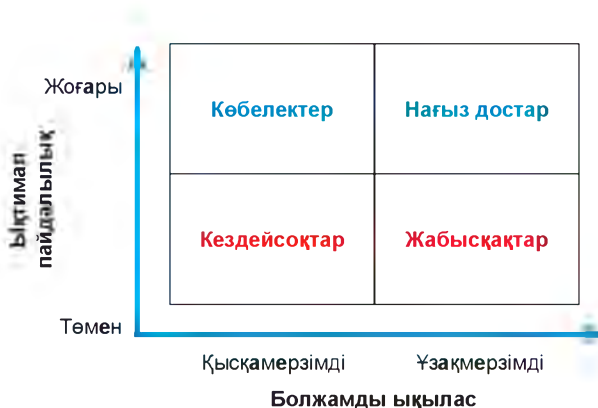 Жоғары
Көбелектер
Нағыз достар
Ықтимал
пайдалылық
Кездейсоқтар
Жабысқақтар
Төмен
Қысқамерзімді
Ұзақмерзімді
Болжамды ықылас